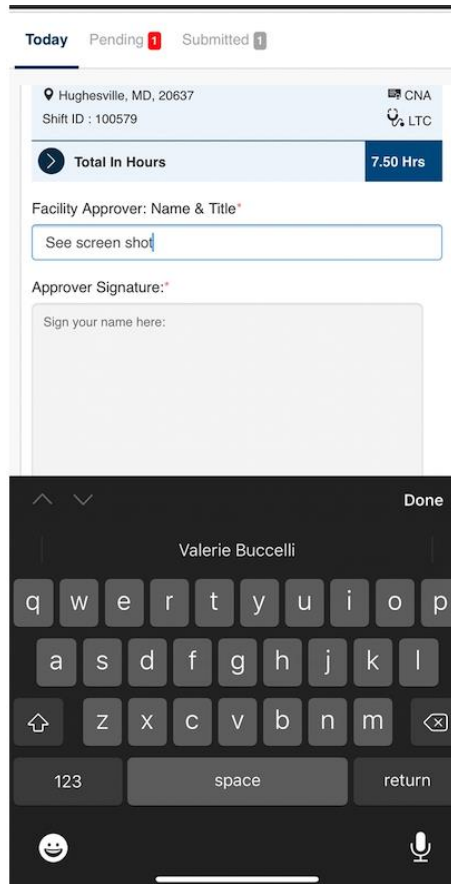 Today Pending 1 Submitted 1
Hughesville, MD, 20637 CNA
Shift ID : 100579 LTC
Total In Hours 7.50 Hrs
Facility Approver: Name & Title*
See screen shot
Approver Signature:*
Sign your name here:
Done
Valerie Buccelli
q w e r t y u i o p
a s d f g h j k l
z x c v b n m
123 space return